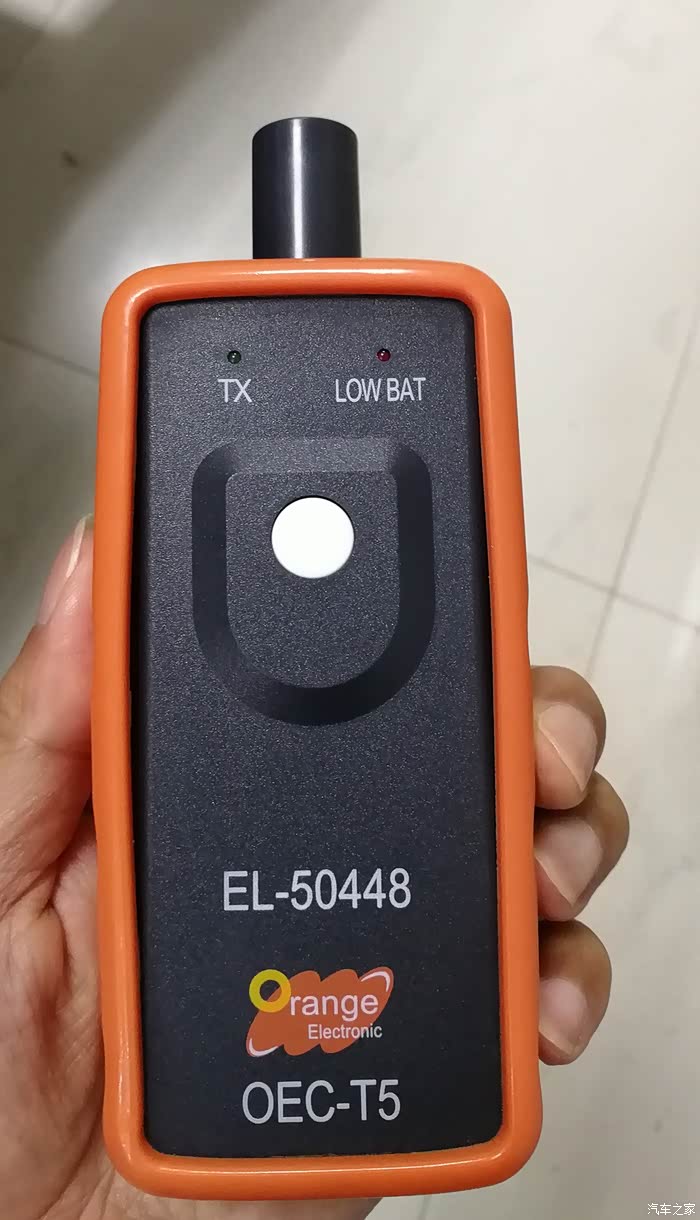 TX
LOW BAT
EL-50448
Orange
Electronic
OEC-T5
汽车之家